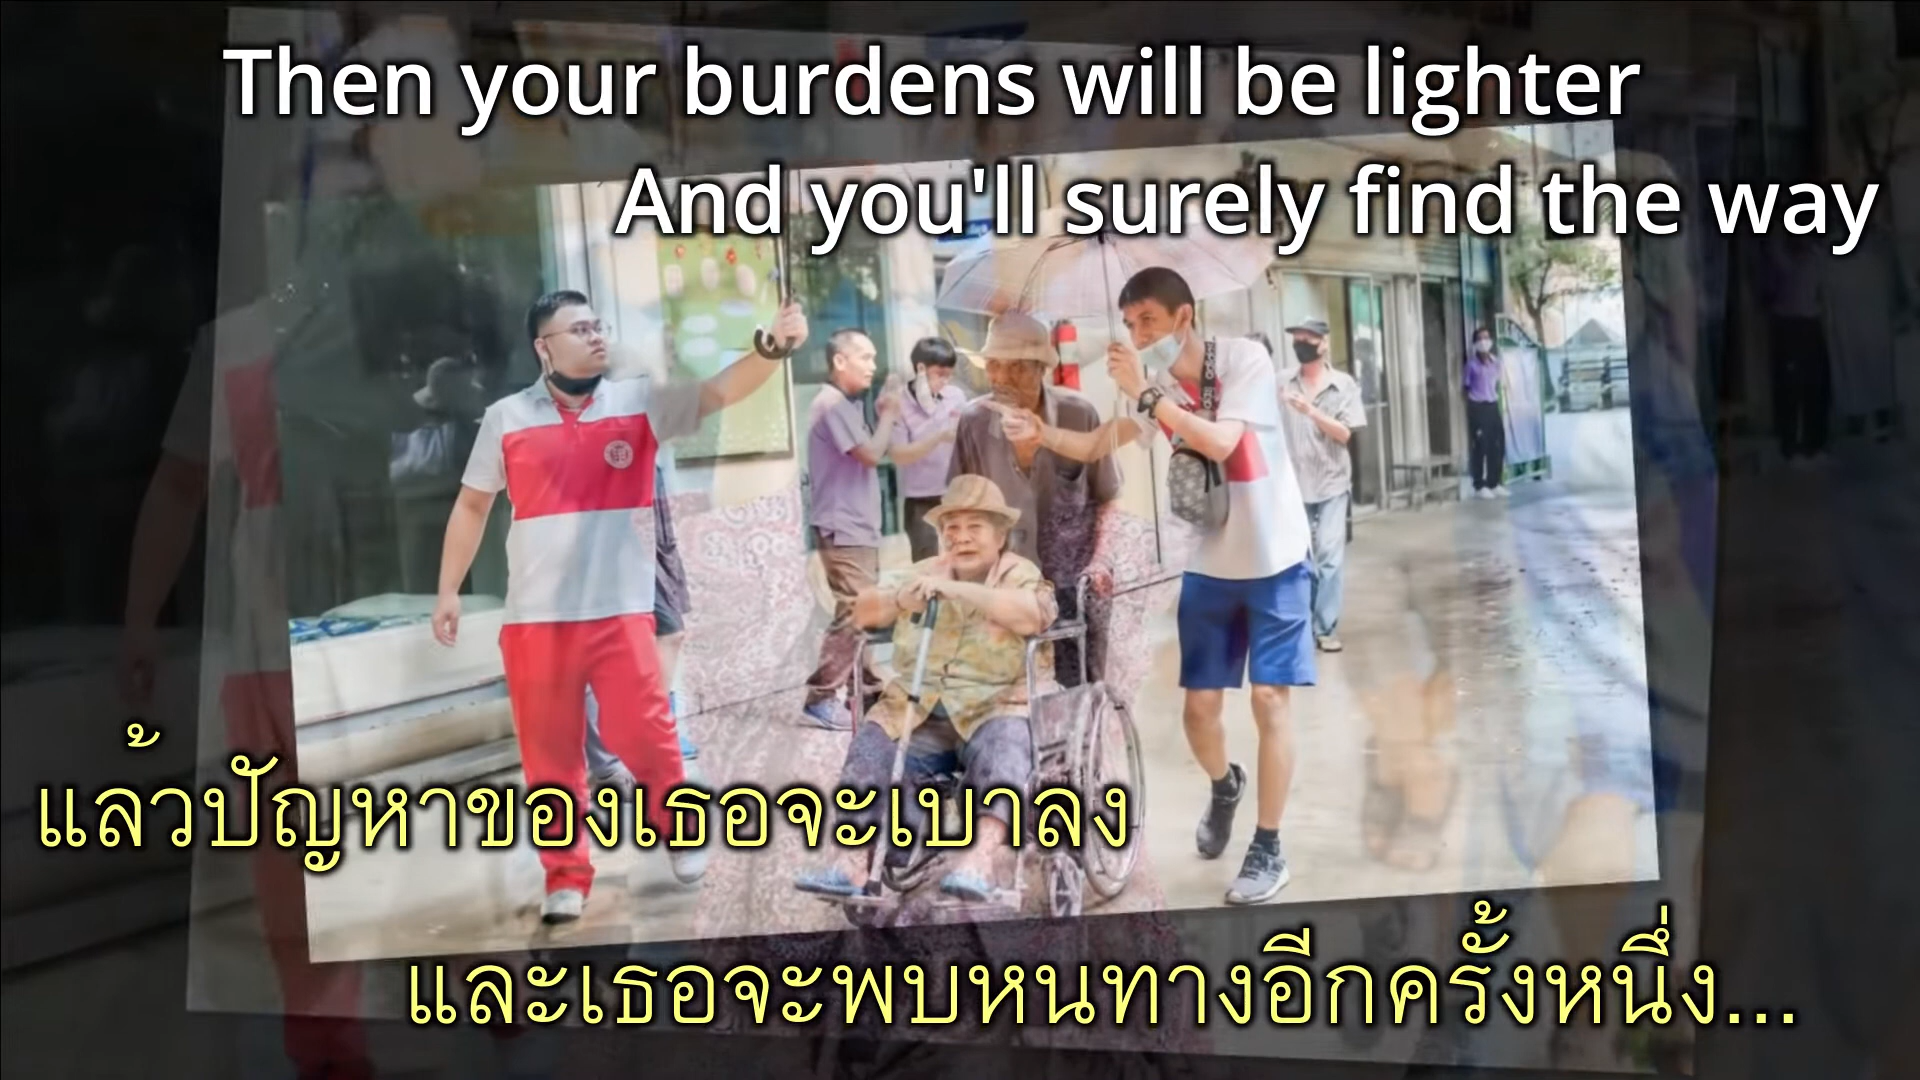 Then your burdens will be lighter
And you'll surely find the way
แล้วปัญหาของเธอจะเบาลง
และเธอจะพบหนทางอีกครั้งหนึ่ง...